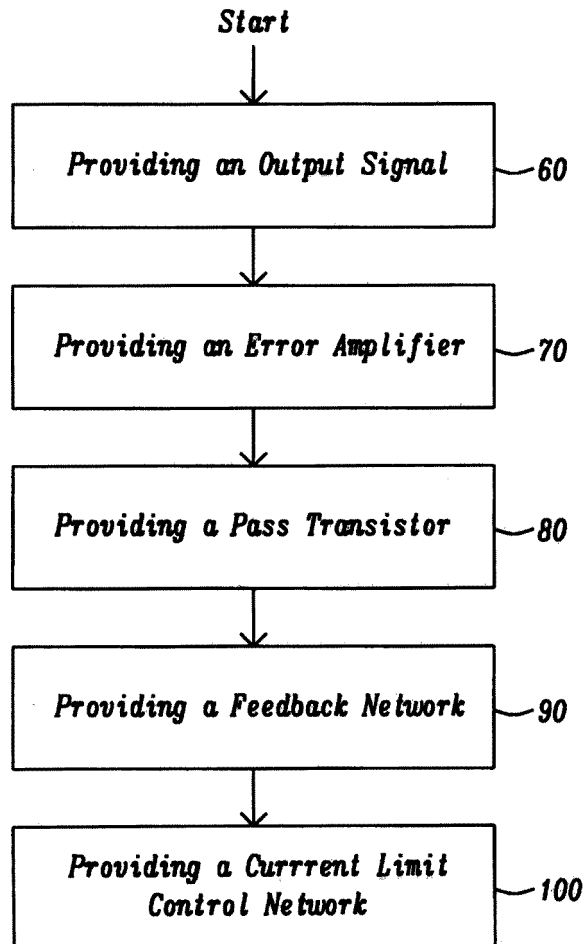 Start
Providing an Output Signal
60
Providing an Error Amplifier
70
Providing a Pass Transistor
80
Providing a Feedback Network
90
Providing a Currrent Limit
Control Network
100